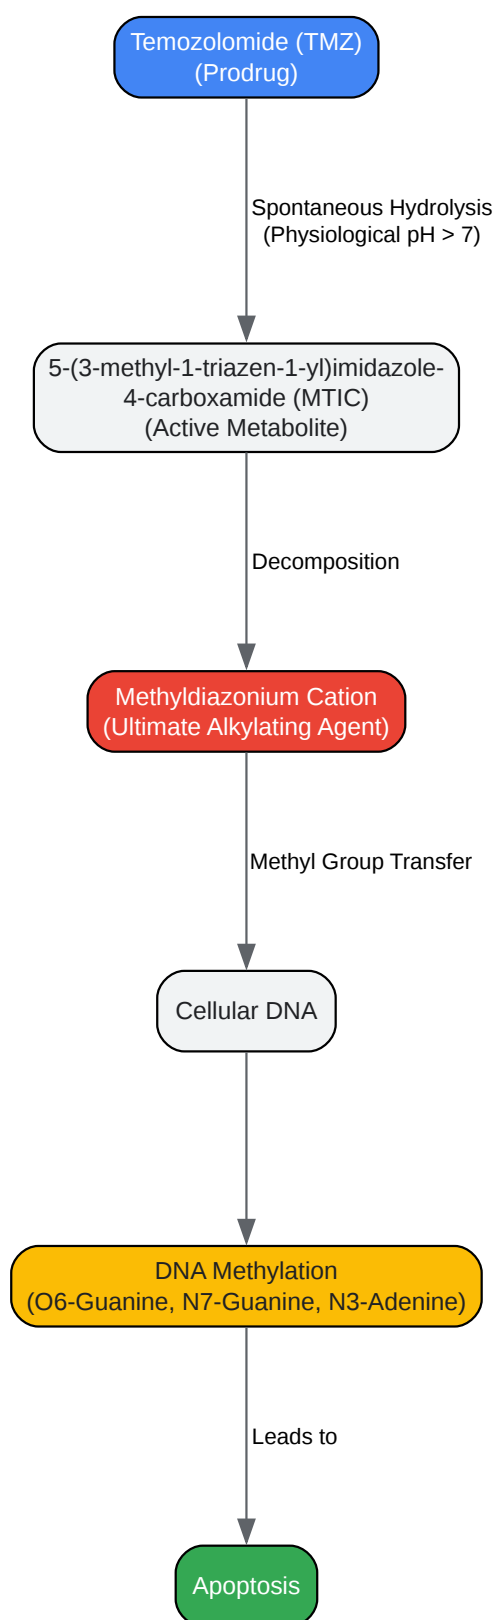 Temozolomide (TMZ)
(Prodrug)
Spontaneous Hydrolysis
(Physiological pH > 7)
5-(3-methyl-1-triazen-1-yl)imidazole-
4-carboxamide (MTIC)
(Active Metabolite)
Decomposition
Methyldiazonium Cation
(Ultimate Alkylating Agent)
Methyl Group Transfer
Cellular DNA
DNA Methylation
(O6-Guanine, N7-Guanine, N3-Adenine)
Leads to
Apoptosis